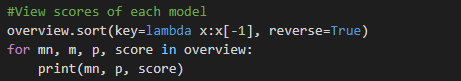 #View scores of each model
overview.sort(key=lambda x:x[-1], reverse=True)
for mn, m, p, score in overview:
    print(mn, p, score)